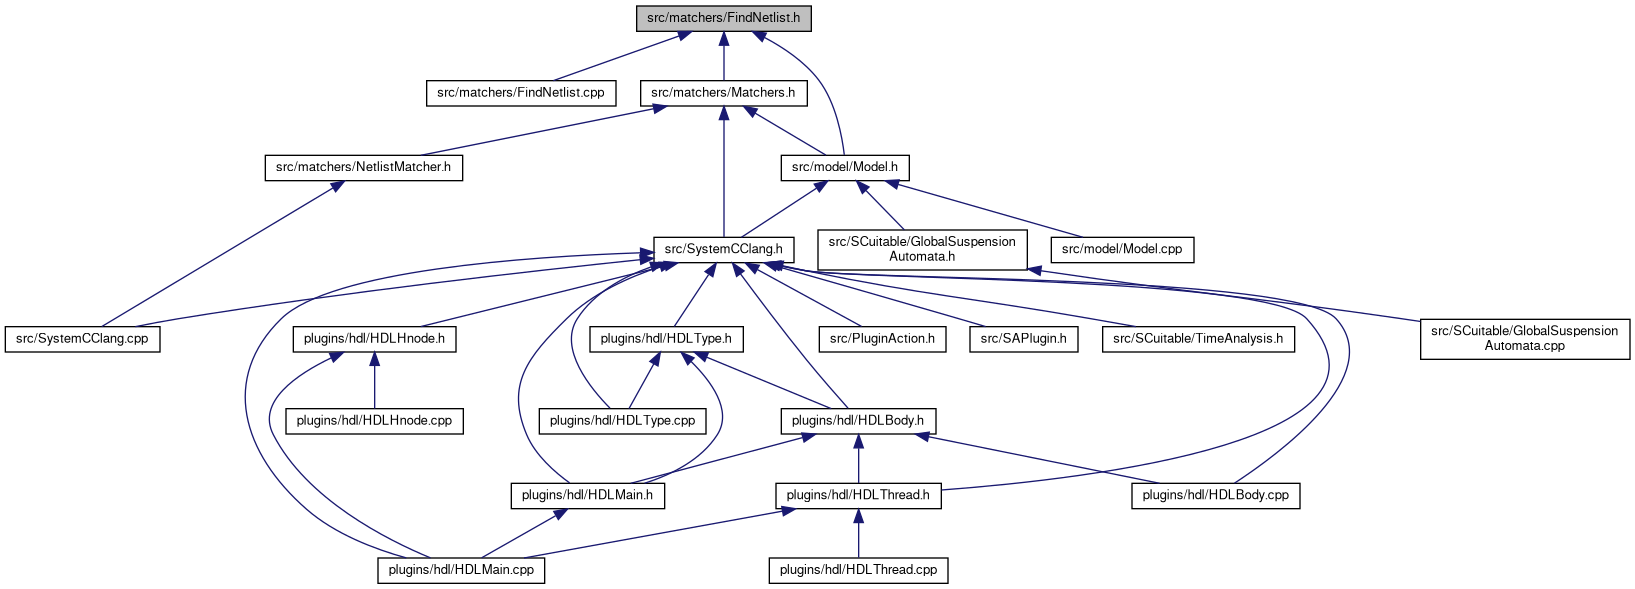 src/matchers/FindNetlist.h
src/matchers/FindNetlist.cpp
src/matchers/Matchers.h
src/matchers/NetlistMatcher.h
src/model/Model.h
src/SystemCClang.h
src/SCuitable/GlobalSuspension
Automata.h
src/model/Model.cpp
src/SystemCClang.cpp
plugins/hdl/HDLHnode.h
plugins/hdl/HDLType.h
src/PluginAction.h
src/SAPlugin.h
src/SCuitable/TimeAnalysis.h
src/SCuitable/GlobalSuspension
Automata.cpp
plugins/hdl/HDLHnode.cpp
plugins/hdl/HDLType.cpp
plugins/hdl/HDLBody.h
plugins/hdl/HDLMain.h
plugins/hdl/HDLThread.h
plugins/hdl/HDLBody.cpp
plugins/hdl/HDLMain.cpp
plugins/hdl/HDLThread.cpp